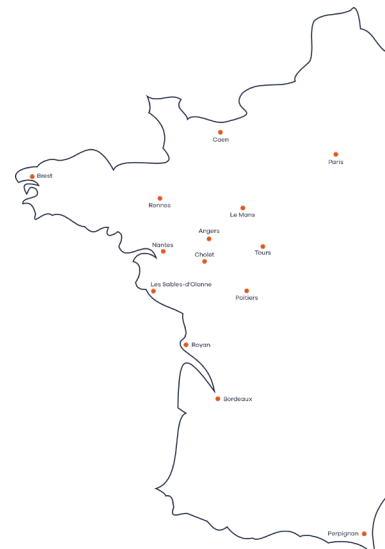 Caen
Paris
Brest
Rennes
Le Mans
Angers
Nantes
Tours
Cholet
Les Sables-d'Olonne
Poitiers
Royan
Bordeaux
Perpignan